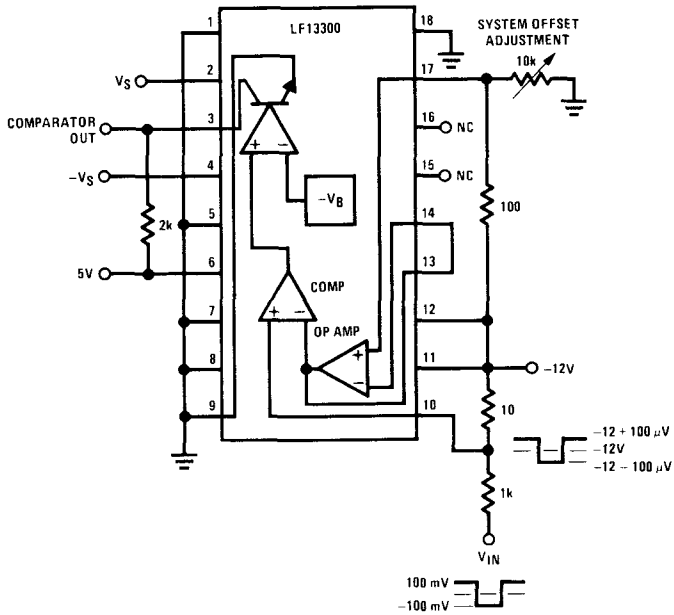 LF13300
SYSTEM OFFSET
ADJUSTMENT
10k
1
2
3
4
5
6
7
8
9
18
17
16
15
14
13
12
11
10
VS
COMPARATOR
OUT
-VS
2k
5V
+
−
-VB
COMP
+
−
OP AMP
+
−
NC
NC
100
-12V
10
1k
VIN
-12 + 100 μV
-12V
-12 - 100 μV
100 mV
-100 mV